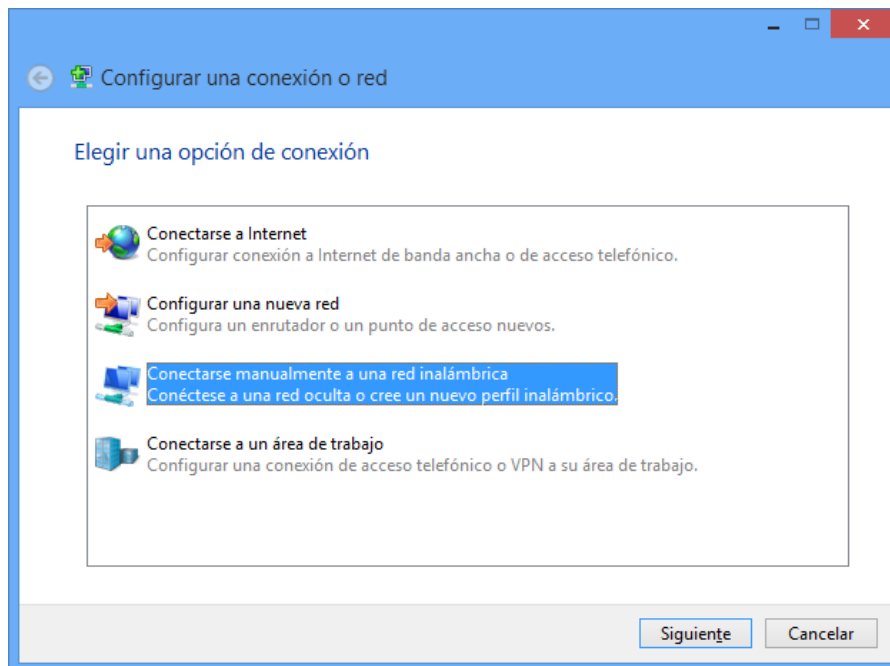 Configurar una conexión o red
Elegir una opción de conexión
Conectarse a Internet
Configurar conexión a Internet de banda ancha o de acceso telefónico.
Configurar una nueva red
Configura un enrutador o un punto de acceso nuevos.
Conectarse manualmente a una red inalámbrica
Conéctese a una red oculta o cree un nuevo perfil inalámbrico.
Conectarse a un área de trabajo
Configurar una conexión de acceso telefónico o VPN a su área de trabajo.
Siguiente Cancelar